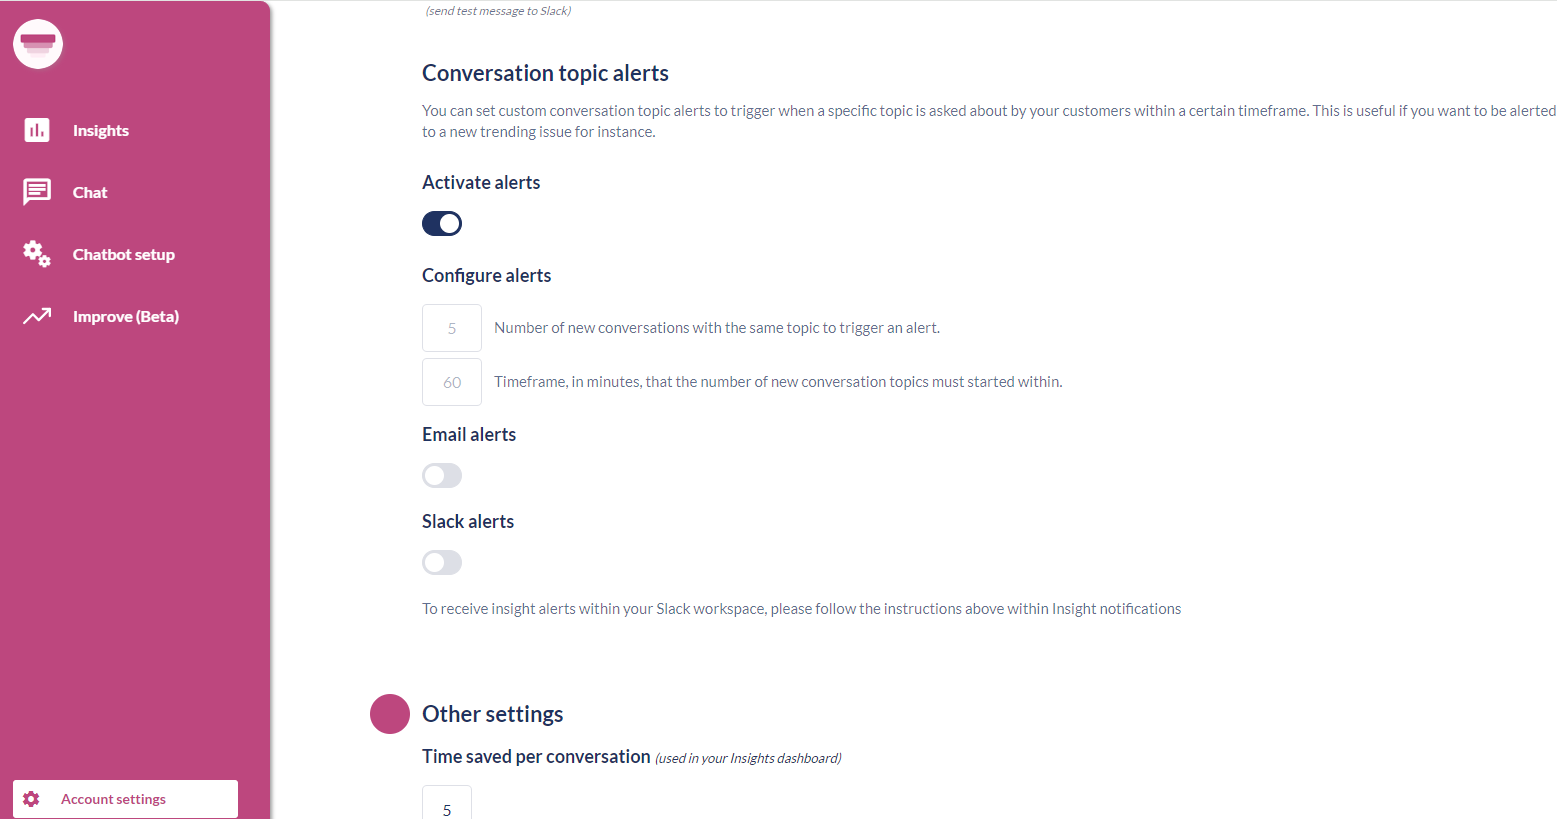 (send test message to Slack)
Insights
Chat
Chatbot setup
Improve (Beta)
Account settings
Conversation topic alerts
You can set custom conversation topic alerts to trigger when a specific topic is asked about by your customers within a certain timeframe. This is useful if you want to be alerted
to a new trending issue for instance.
Activate alerts
Configure alerts
5 Number of new conversations with the same topic to trigger an alert.
60 Timeframe, in minutes, that the number of new conversation topics must started within.
Email alerts
Slack alerts
To receive insight alerts within your Slack workspace, please follow the instructions above within Insight notifications
Other settings
Time saved per conversation (used in your Insights dashboard)
5